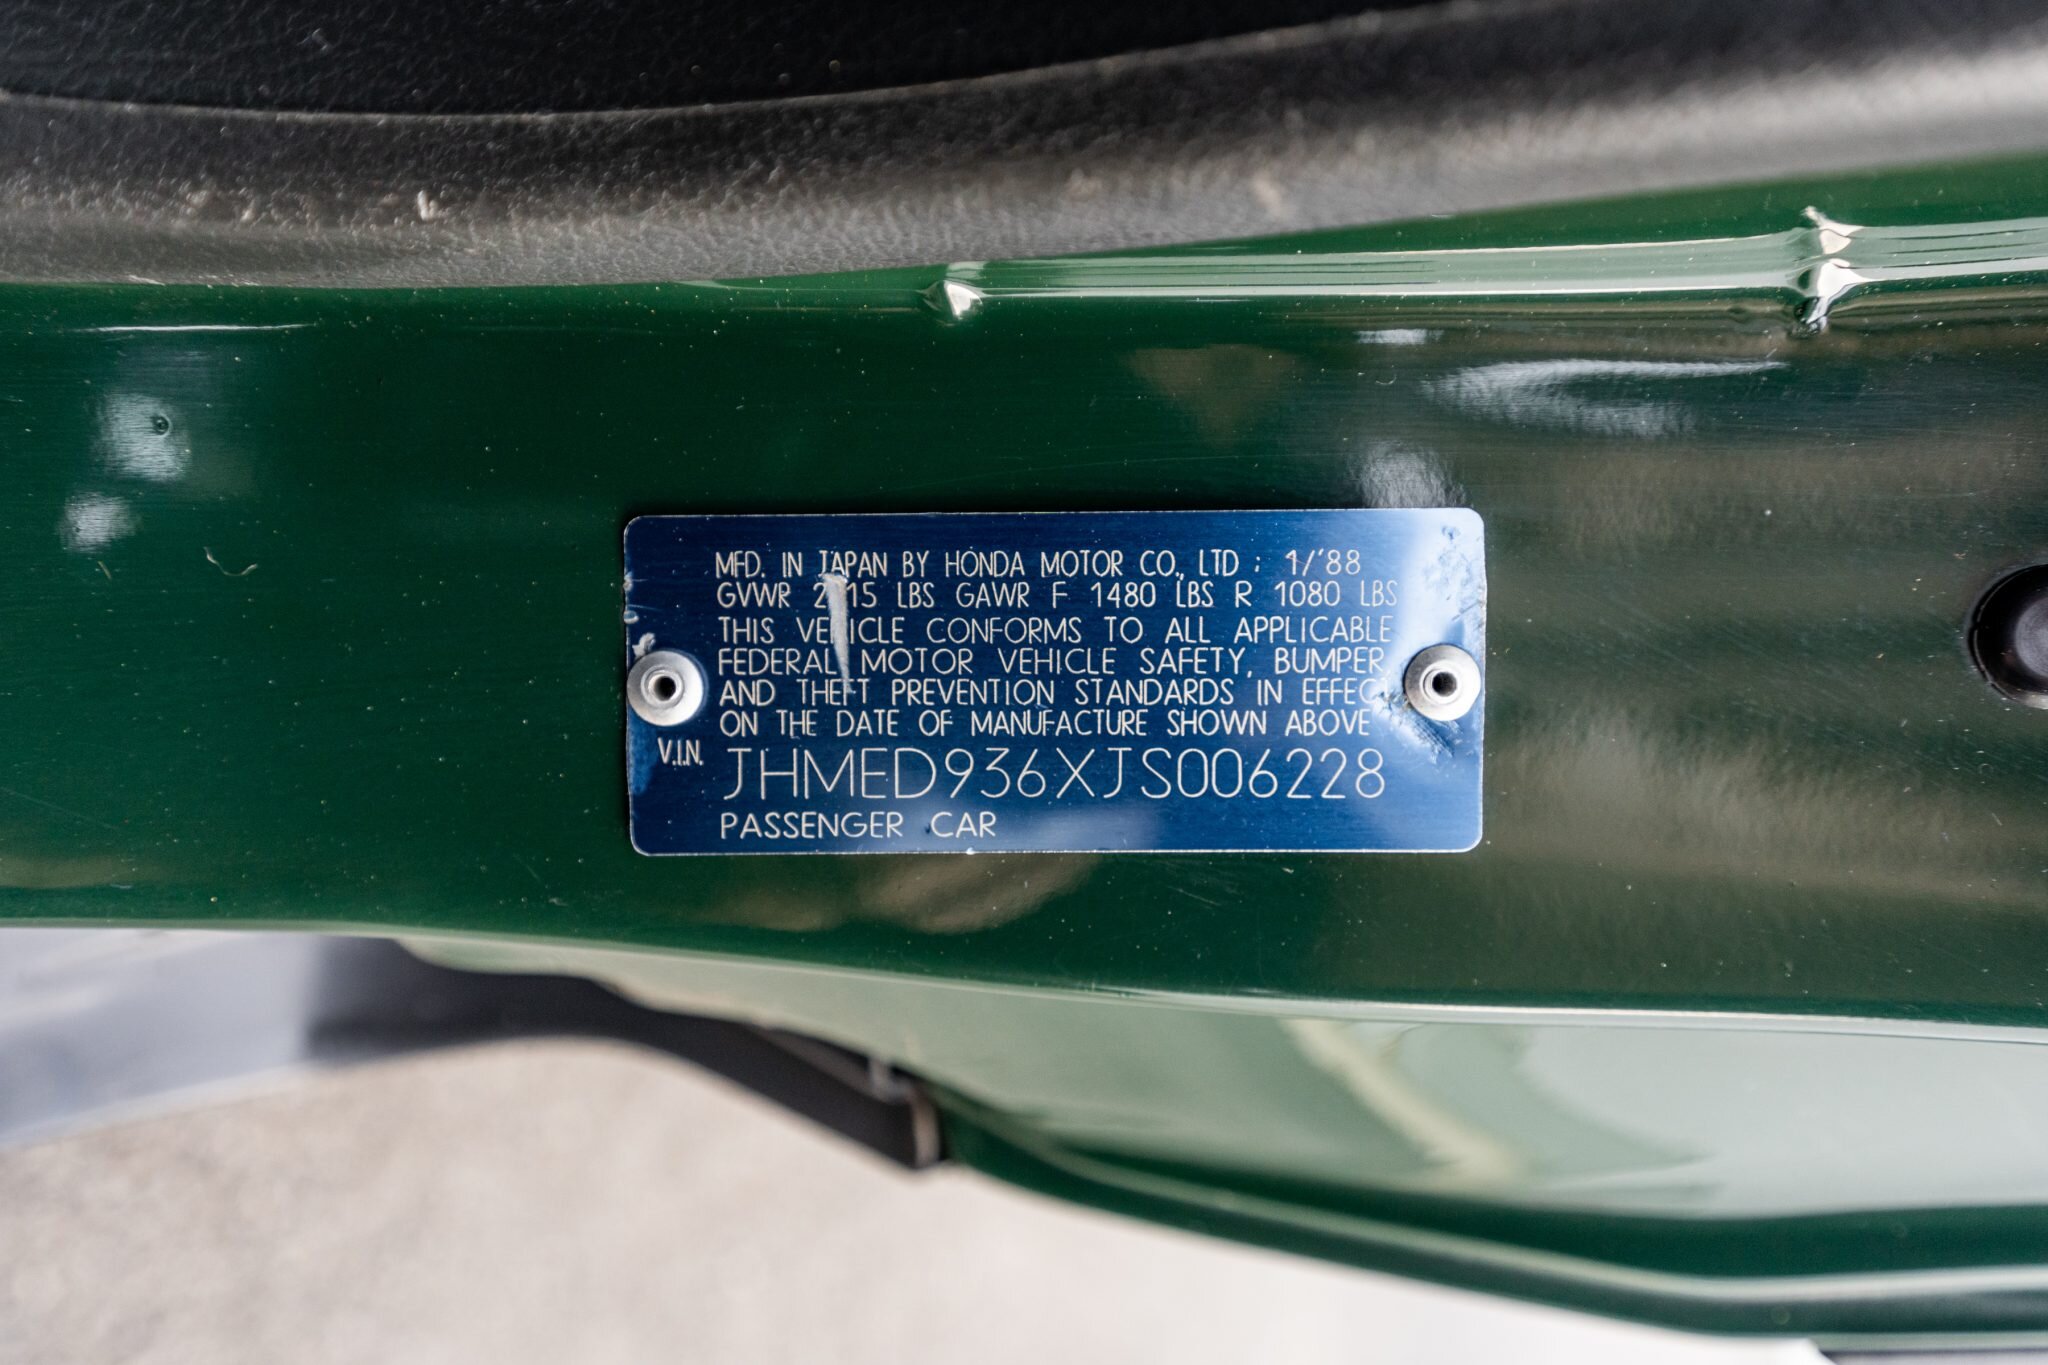 MFD. IN JAPAN BY HONDA MOTOR CO., LTD : 1/'88
GVWR LBS GAWR F 1480 LBS R 1080 LBS
THIS VEHICLE CONFORMS TO ALL APPLICABLE
FEDERAL MOTOR VEHICLE SAFETY, BUMPER,
AND THEFT PREVENTION STANDARDS IN EFFECT
ON THE DATE OF MANUFACTURE SHOWN ABOVE
V.I.N. JHMED936XJS006228
PASSENGER CAR